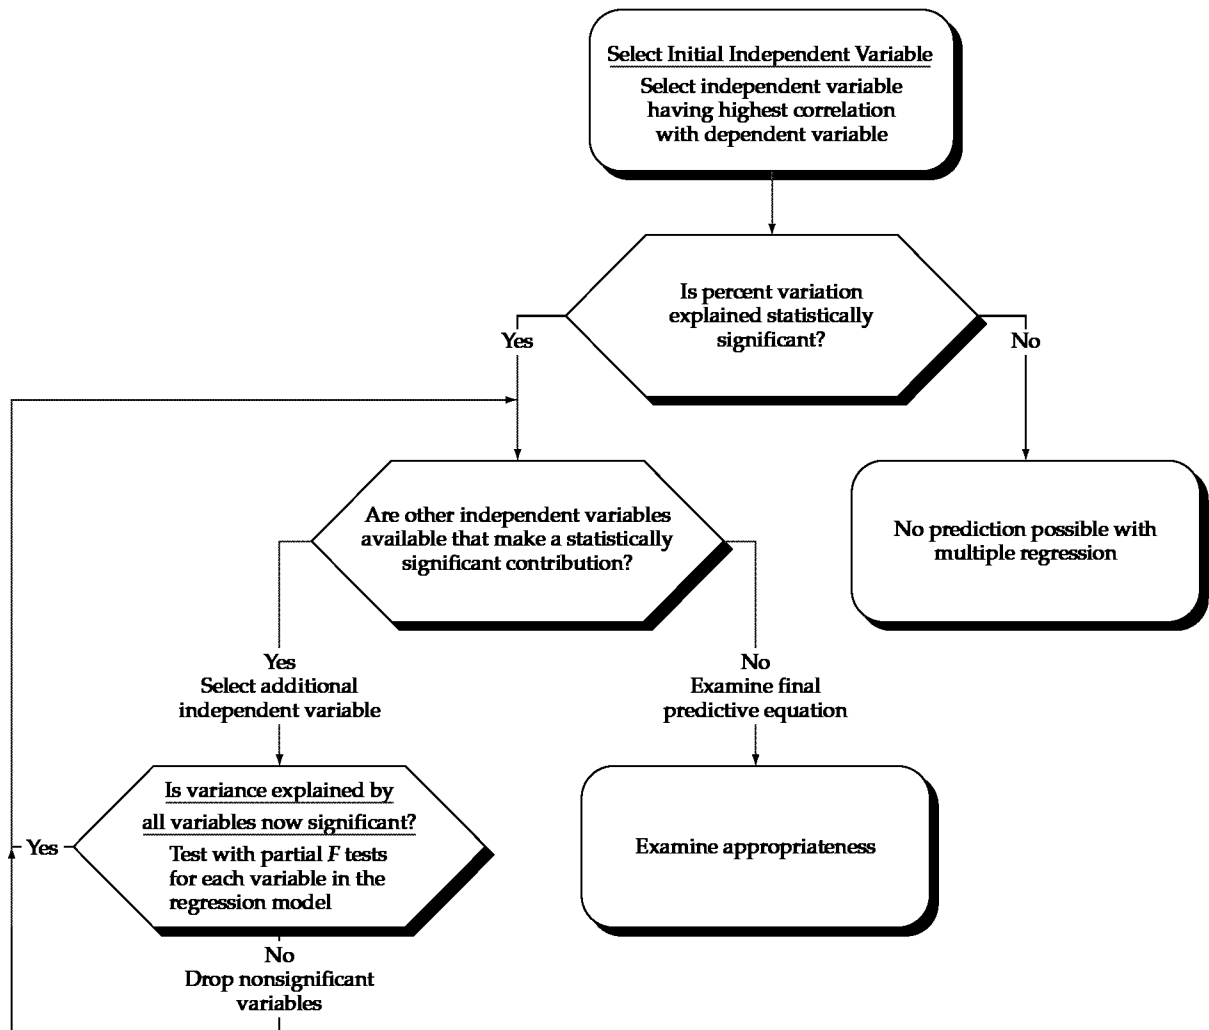 Select Initial Independent Variable
Select independent variable
having highest correlation
with dependent variable
Is percent variation
explained statistically
significant?
Yes
No
Are other independent variables
available that make a statistically
significant contribution?
No prediction possible with
multiple regression
Yes
Select additional
independent variable
No
Examine final
predictive equation
Is variance explained by
all variables now significant?
Test with partial F tests
for each variable in the
regression model
Yes
Examine appropriateness
No
Drop nonsignificant
variables